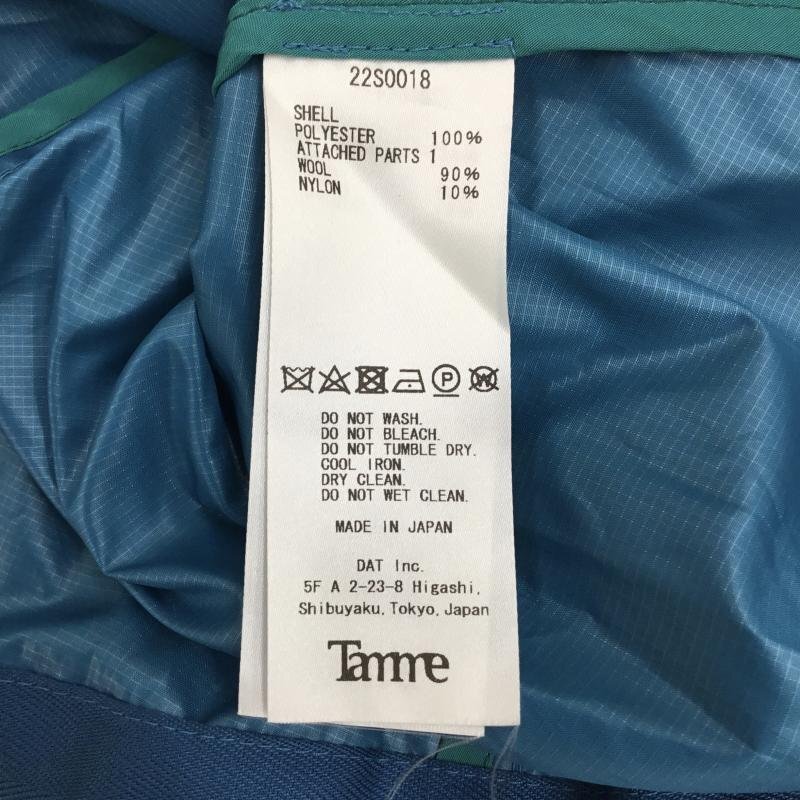 22S0018
SHELL
POLYESTER 100%
ATTACHED PARTS 1
WOOL 90%
NYLON 10%
P
W
DO NOT WASH.
DO NOT BLEACH.
DO NOT TUMBLE DRY.
COOL IRON.
DRY CLEAN.
DO NOT WET CLEAN.
MADE IN JAPAN
DAT Inc.
5F A 2-23-8 Higashi,
Shibuyaku, Tokyo, Japan
Tamme